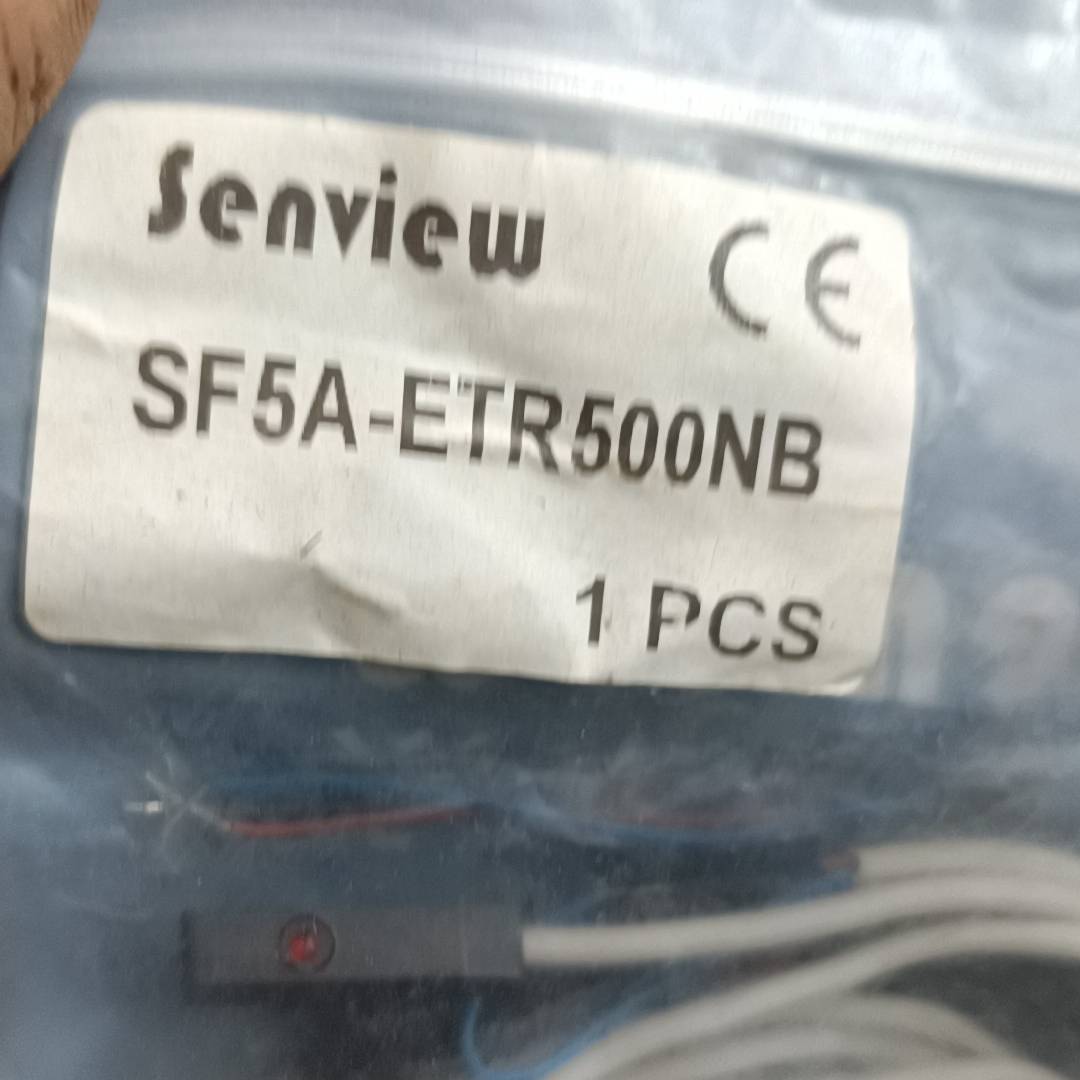 Senview
CE
SF5A-ETR500NB
1 PCS